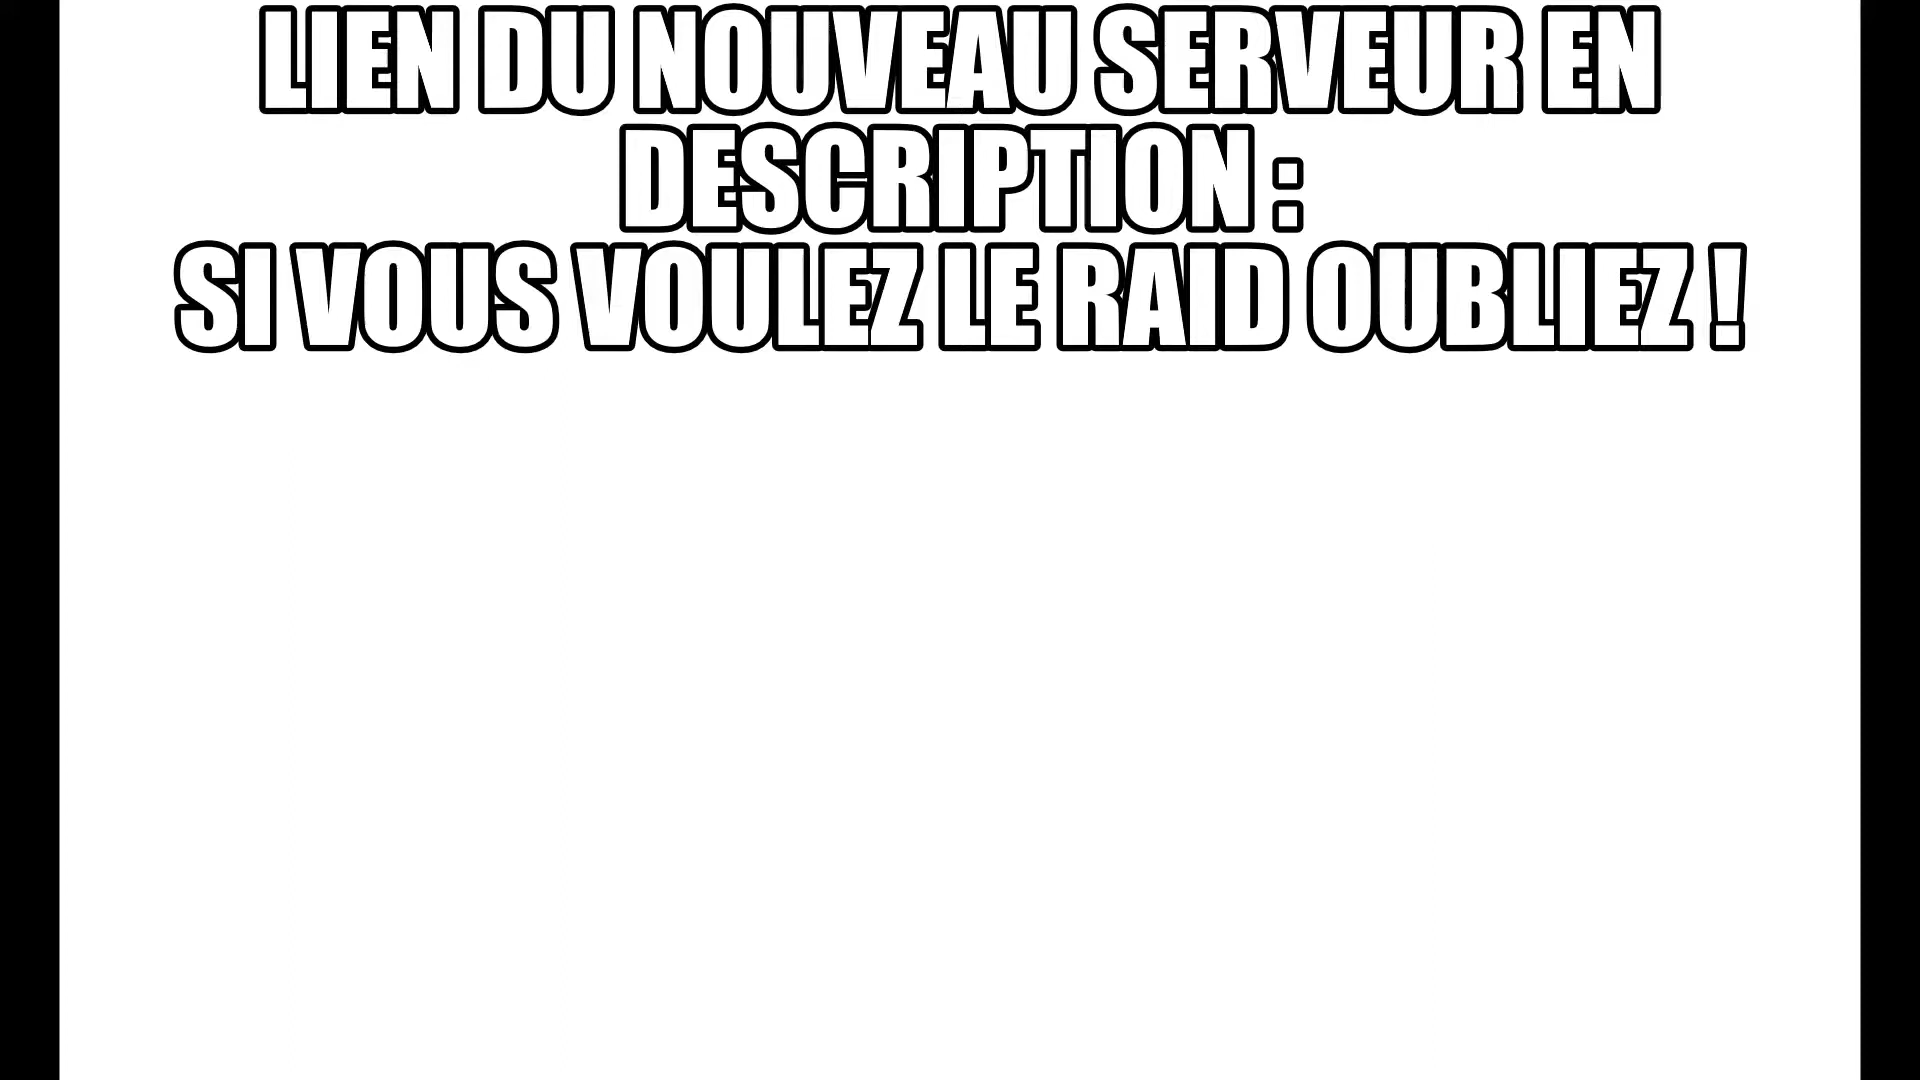 LIEN DU NOUVEAU SERVEUR EN
DESCRIPTION :
SI VOUS VOULEZ LE RAID OUBLIEZ !